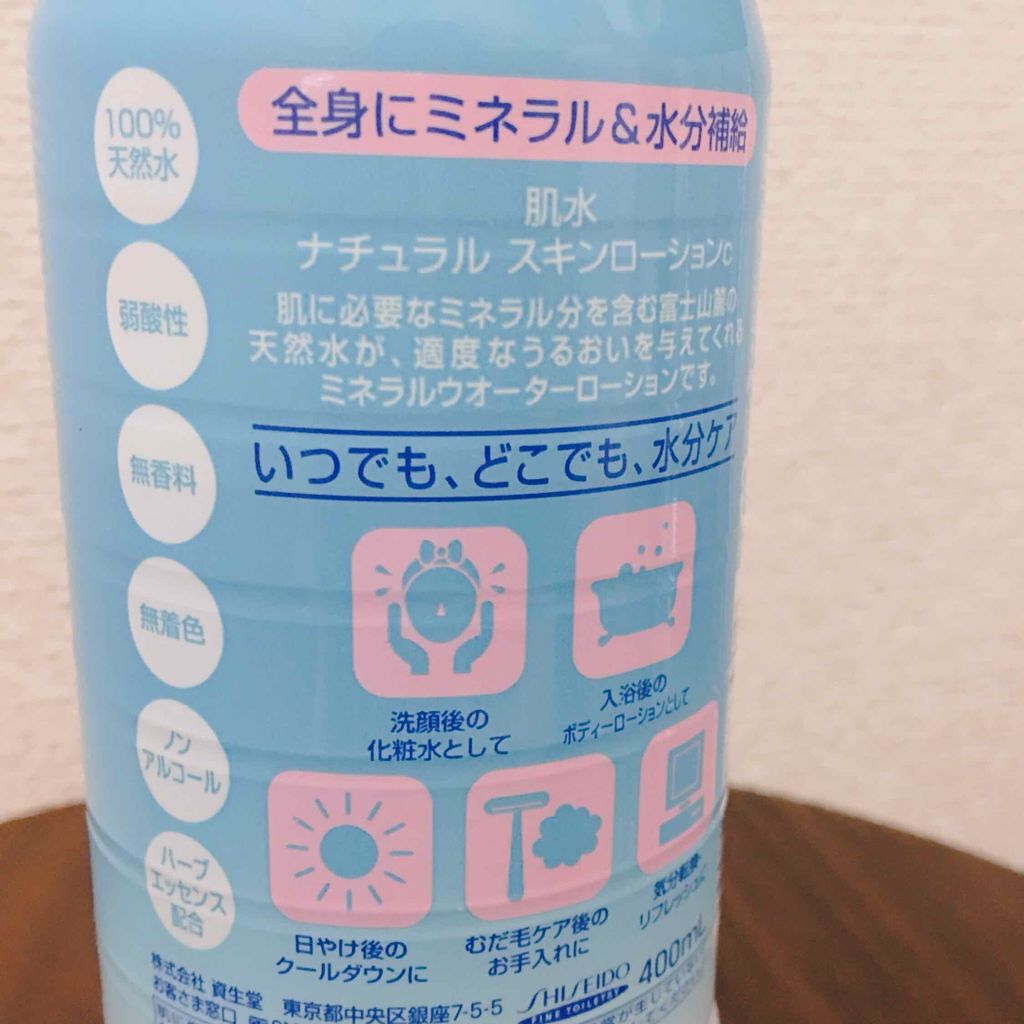 100%
天然水
弱酸性
無香料
無着色
ノン
アルコール
ハーブ
エッセンス
配合
全身にミネラル＆水分補給
肌水
ナチュラル スキンローションC
肌に必要なミネラル分を含む富士山麓の
天然水が、適度なうるおいを与えてくれる
ミネラルウオーターローションです。
いつでも、どこでも、水分ケア
洗顔後の
化粧水として
入浴後の
ボディーローションとして
日やけ後の
クールダウンに
むだ毛ケア後の
お手入れに
気分転換、
リフレッシュに
株式会社 資生堂 東京都中央区銀座7-5-5
お客さま窓口
SHISEIDO
FINE TOILETRY
400mL